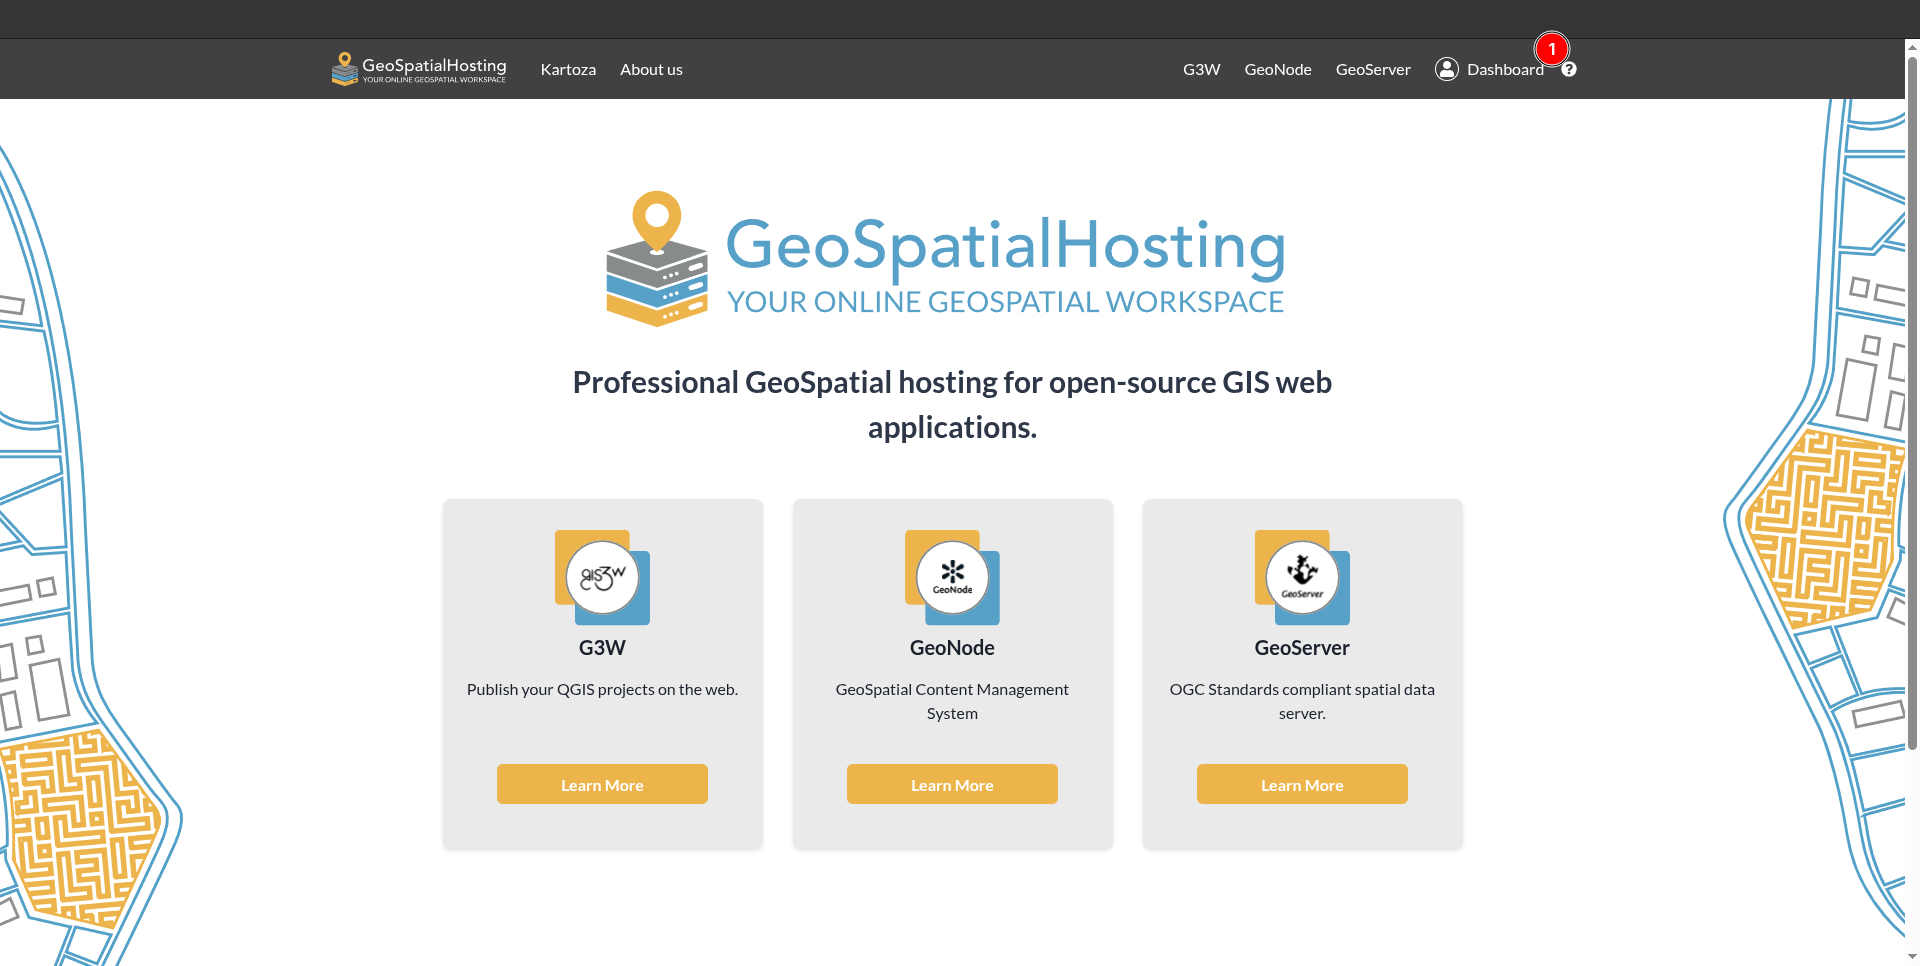 GeoSpatialHosting
YOUR ONLINE GEOSPATIAL WORKSPACE
Kartoza
About us
G3W
GeoNode
GeoServer
Dashboard
1
?
GeoSpatialHosting
YOUR ONLINE GEOSPATIAL WORKSPACE
Professional GeoSpatial hosting for open-source GIS web
applications.
gis3w
G3W
Publish your QGIS projects on the web.
Learn More
GeoNode
GeoNode
GeoSpatial Content Management
System
Learn More
GeoServer
GeoServer
OGC Standards compliant spatial data
server.
Learn More